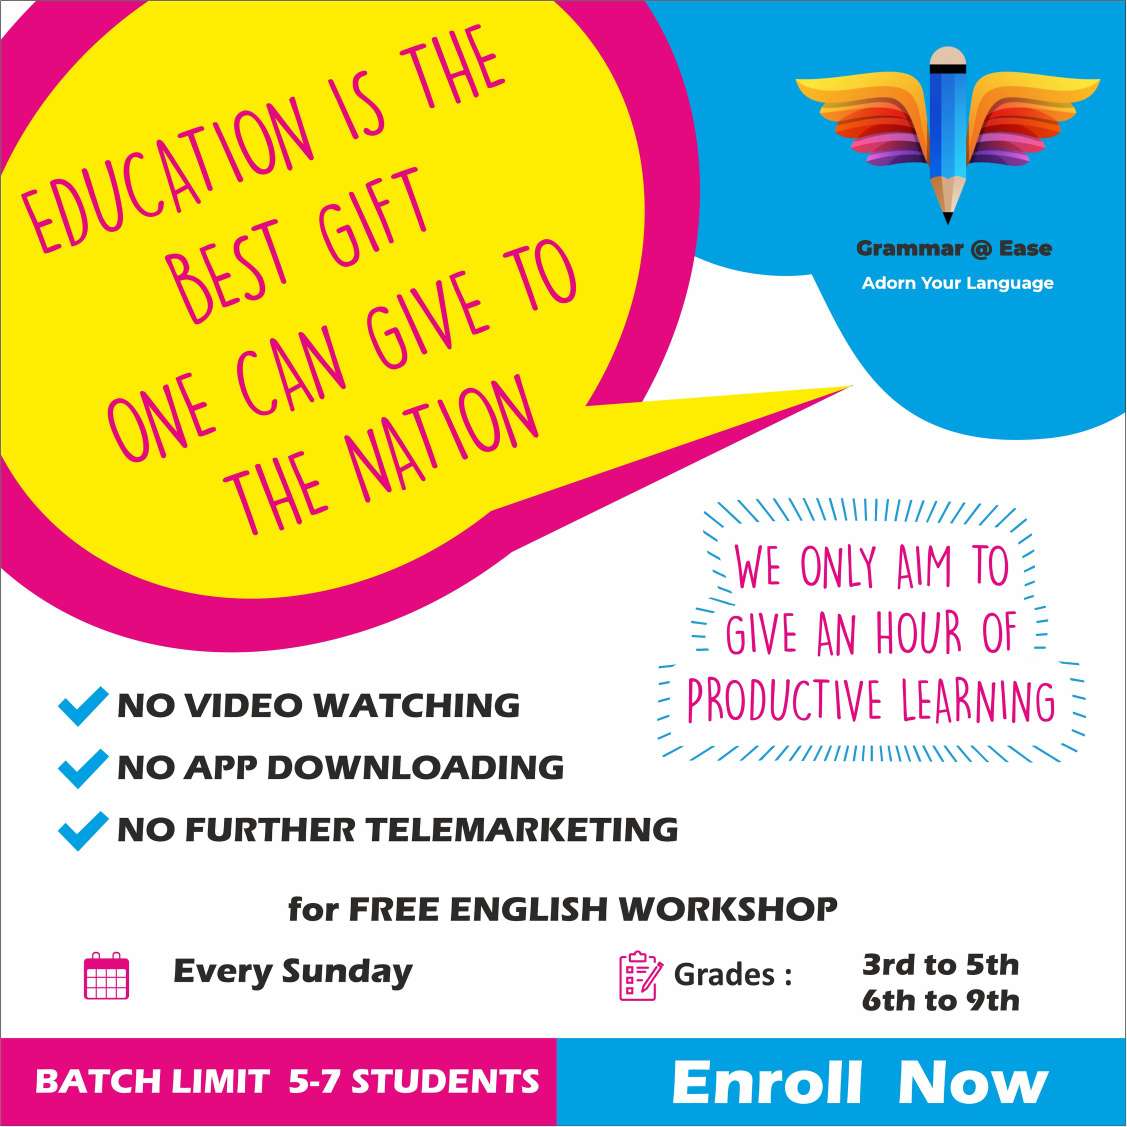 EDUCATION IS THE
BEST GIFT
ONE CAN GIVE TO
THE NATION
Grammar @ Ease
Adorn Your Language
WE ONLY AIM TO
GIVE AN HOUR OF
PRODUCTIVE LEARNING
NO VIDEO WATCHING
NO APP DOWNLOADING
NO FURTHER TELEMARKETING
for FREE ENGLISH WORKSHOP
Every Sunday
Grades :
3rd to 5th
6th to 9th
BATCH LIMIT 5-7 STUDENTS
Enroll Now